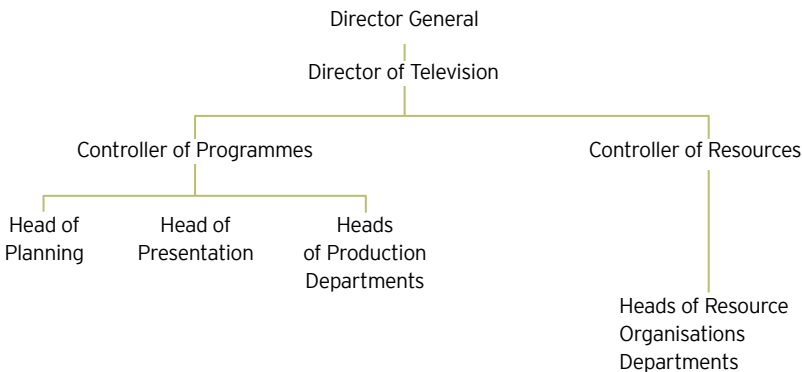 Director General
Director of Television
Controller of Programmes
Controller of Resources
Head of
Planning
Head of
Presentation
Heads
of Production
Departments
Heads of Resource
Organisations
Departments